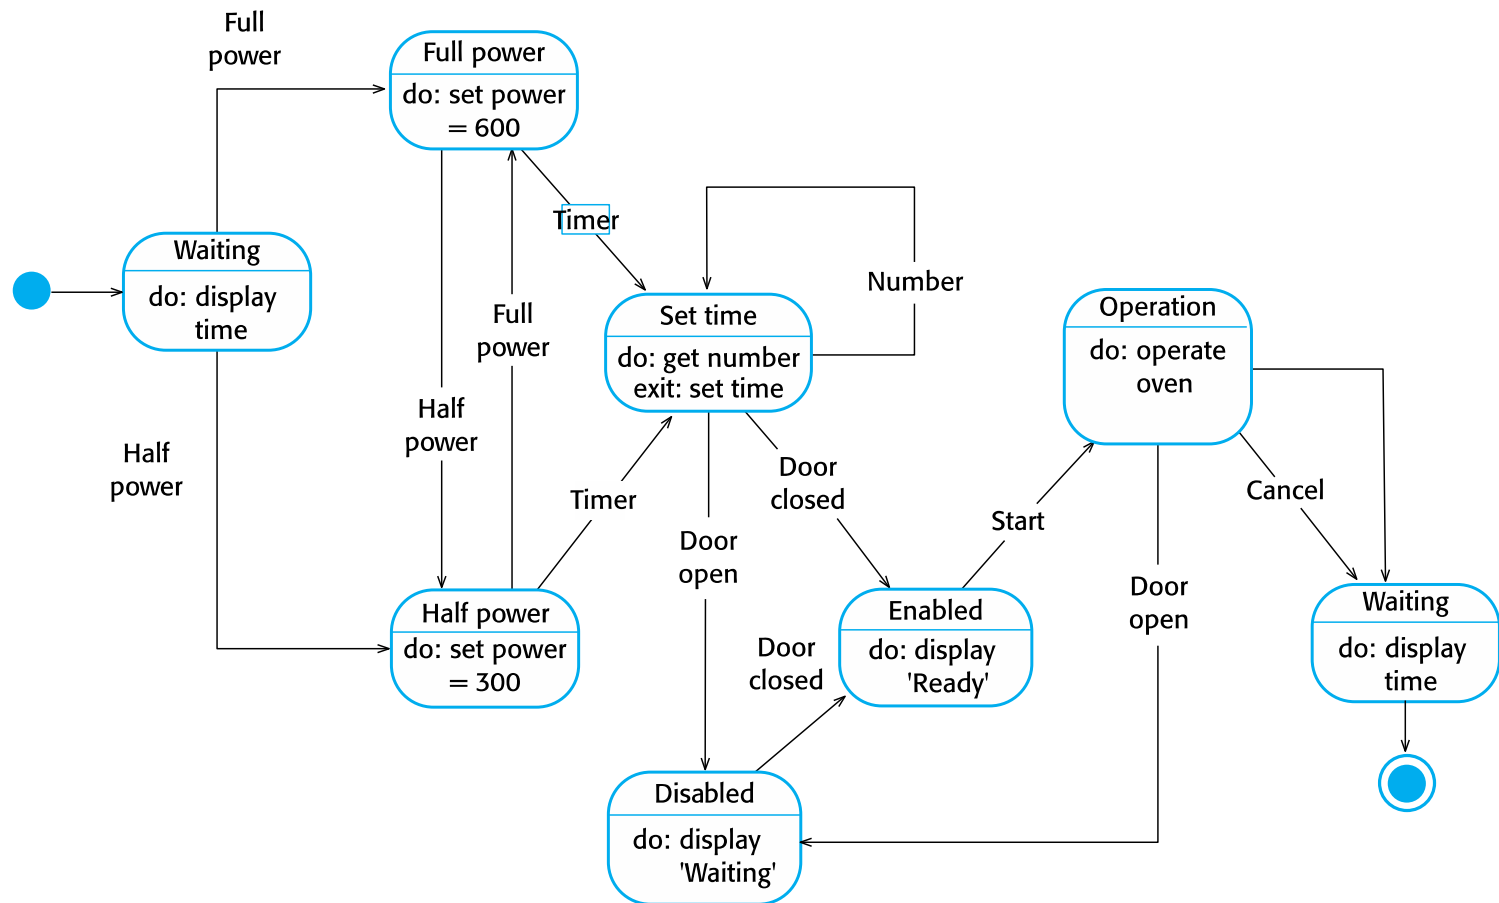 Full
power
Full power
do: set power
= 600
Timer
Waiting
do: display
time
Number
Full
power
Set time
do: get number
exit: set time
Operation
do: operate
oven
Half
power
Half
power
Timer
Door
closed
Door
open
Start
Cancel
Door
open
Half power
do: set power
= 300
Enabled
do: display
'Ready'
Door
closed
Waiting
do: display
time
Disabled
do: display
'Waiting'